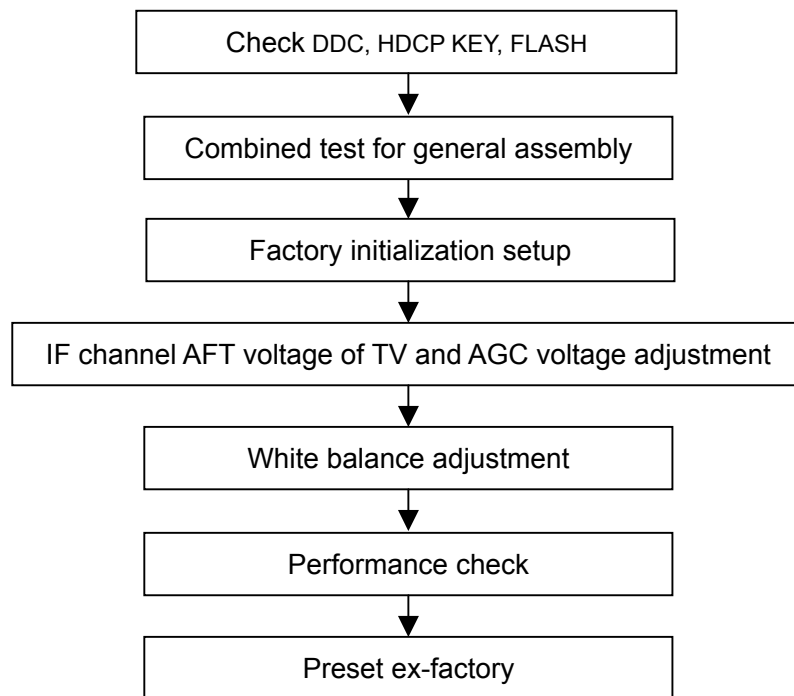 Check DDC, HDCP KEY, FLASH
Combined test for general assembly
Factory initialization setup
IF channel AFT voltage of TV and AGC voltage adjustment
White balance adjustment
Performance check
Preset ex-factory